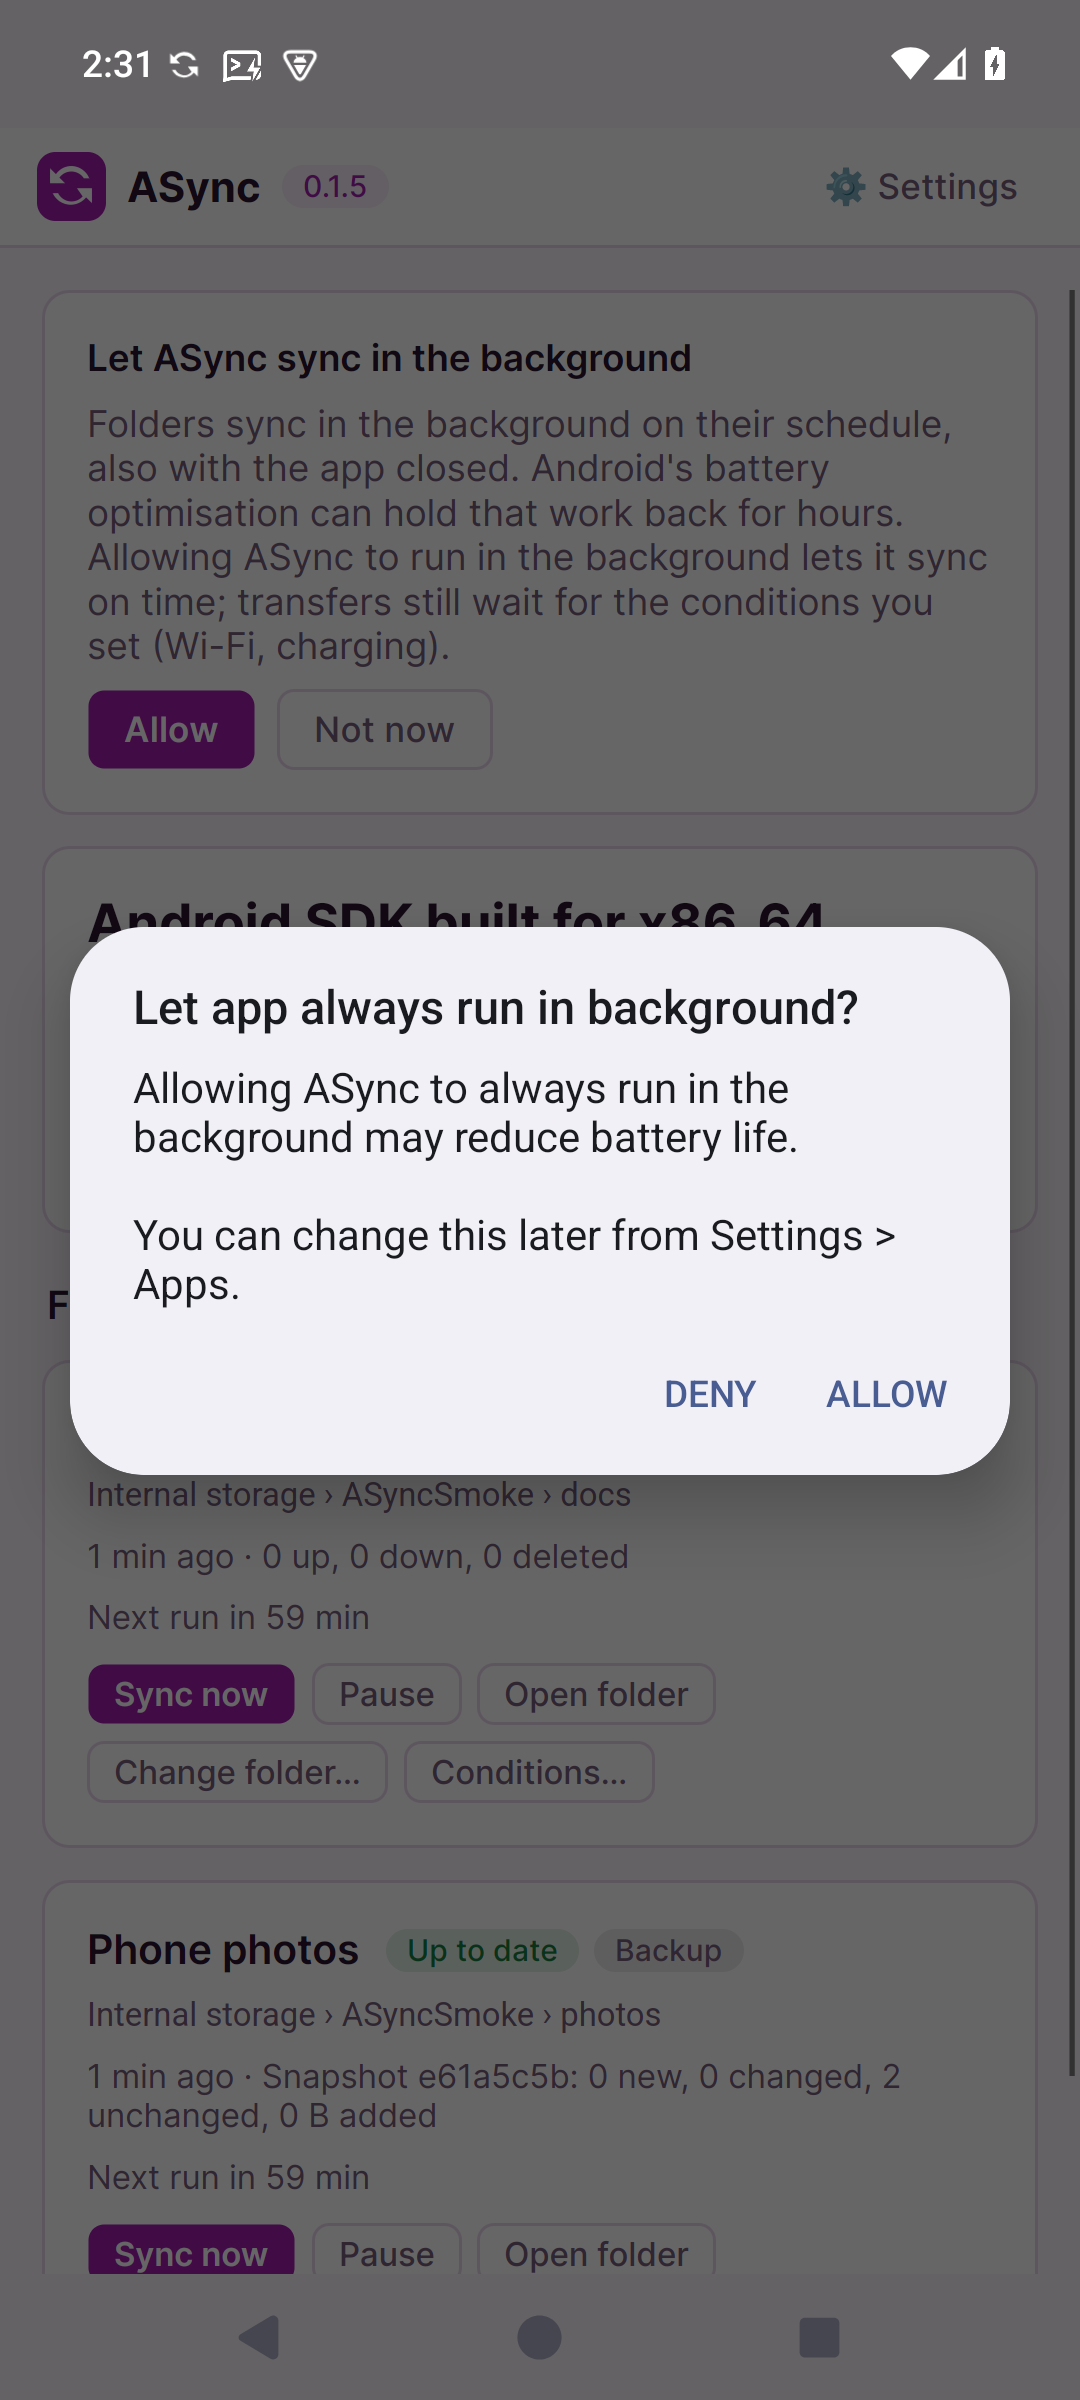 2:31
ASync 0.1.5 Settings
Let ASync sync in the background
Folders sync in the background on their schedule,
also with the app closed. Android's battery
optimisation can hold that work back for hours.
Allowing ASync to run in the background lets it sync
on time; transfers still wait for the conditions you
set (Wi-Fi, charging).
Allow Not now
Android SDK built for x86_64
Let app always run in background?
Allowing ASync to always run in the
background may reduce battery life.
You can change this later from Settings >
Apps.
DENY ALLOW
Internal storage › ASyncSmoke › docs
1 min ago · 0 up, 0 down, 0 deleted
Next run in 59 min
Sync now Pause Open folder
Change folder... Conditions...
Phone photos Up to date Backup
Internal storage › ASyncSmoke › photos
1 min ago · Snapshot e61a5c5b: 0 new, 0 changed, 2
unchanged, 0 B added
Next run in 59 min
Sync now Pause Open folder